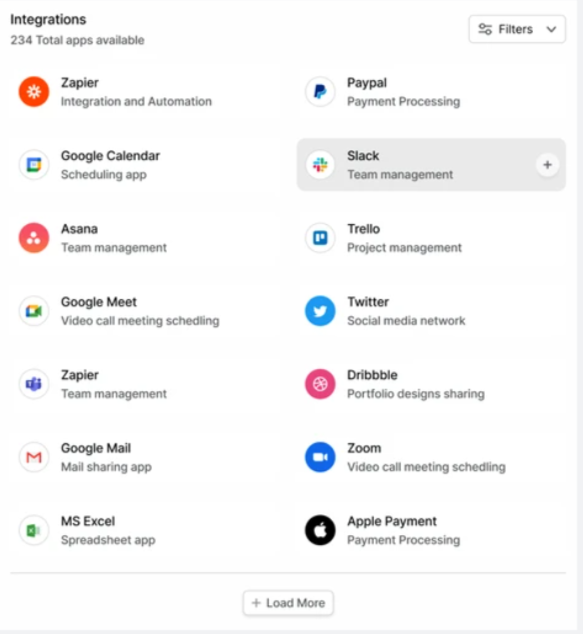 Integrations
234 Total apps available
Filters
Zapier
Integration and Automation
Paypal
Payment Processing
Google Calendar
Scheduling app
Slack
Team management
Asana
Team management
Trello
Project management
Google Meet
Video call meeting schedling
Twitter
Social media network
Zapier
Team management
Dribbble
Portfolio designs sharing
Google Mail
Mail sharing app
Zoom
Video call meeting schedling
MS Excel
Spreadsheet app
Apple Payment
Payment Processing
+ Load More